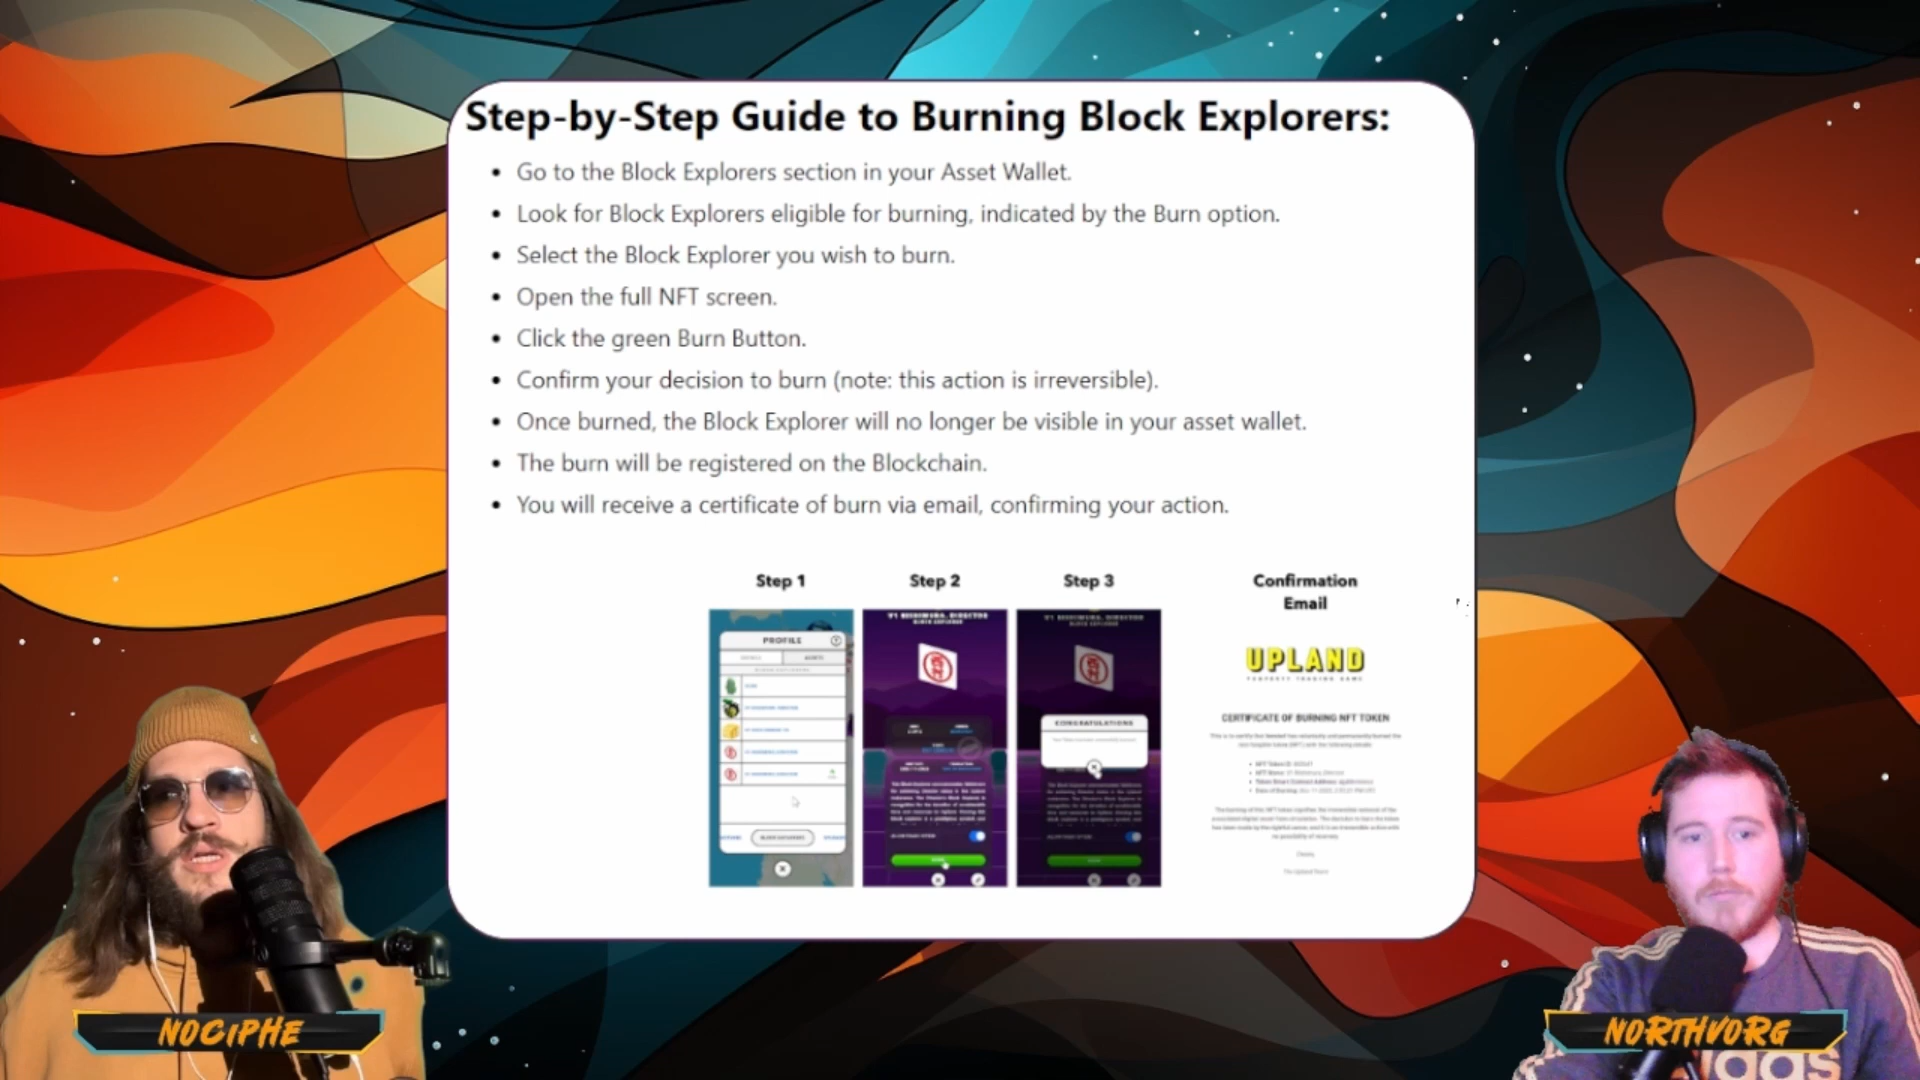 Step-by-Step Guide to Burning Block Explorers:
Go to the Block Explorers section in your Asset Wallet.
Look for Block Explorers eligible for burning, indicated by the Burn option.
Select the Block Explorer you wish to burn.
Open the full NFT screen.
Click the green Burn Button.
Confirm your decision to burn (note: this action is irreversible).
Once burned, the Block Explorer will no longer be visible in your asset wallet.
The burn will be registered on the Blockchain.
You will receive a certificate of burn via email, confirming your action.
Step 1
Step 2
Step 3
Confirmation
Email
PROFILE
BLOCK EXPLORER
CONGRATULATIONS
UPLAND
PROPERTY TRADING GAME
CERTIFICATE OF BURNING NFT TOKEN
NOCIPHE
NORTHVORG